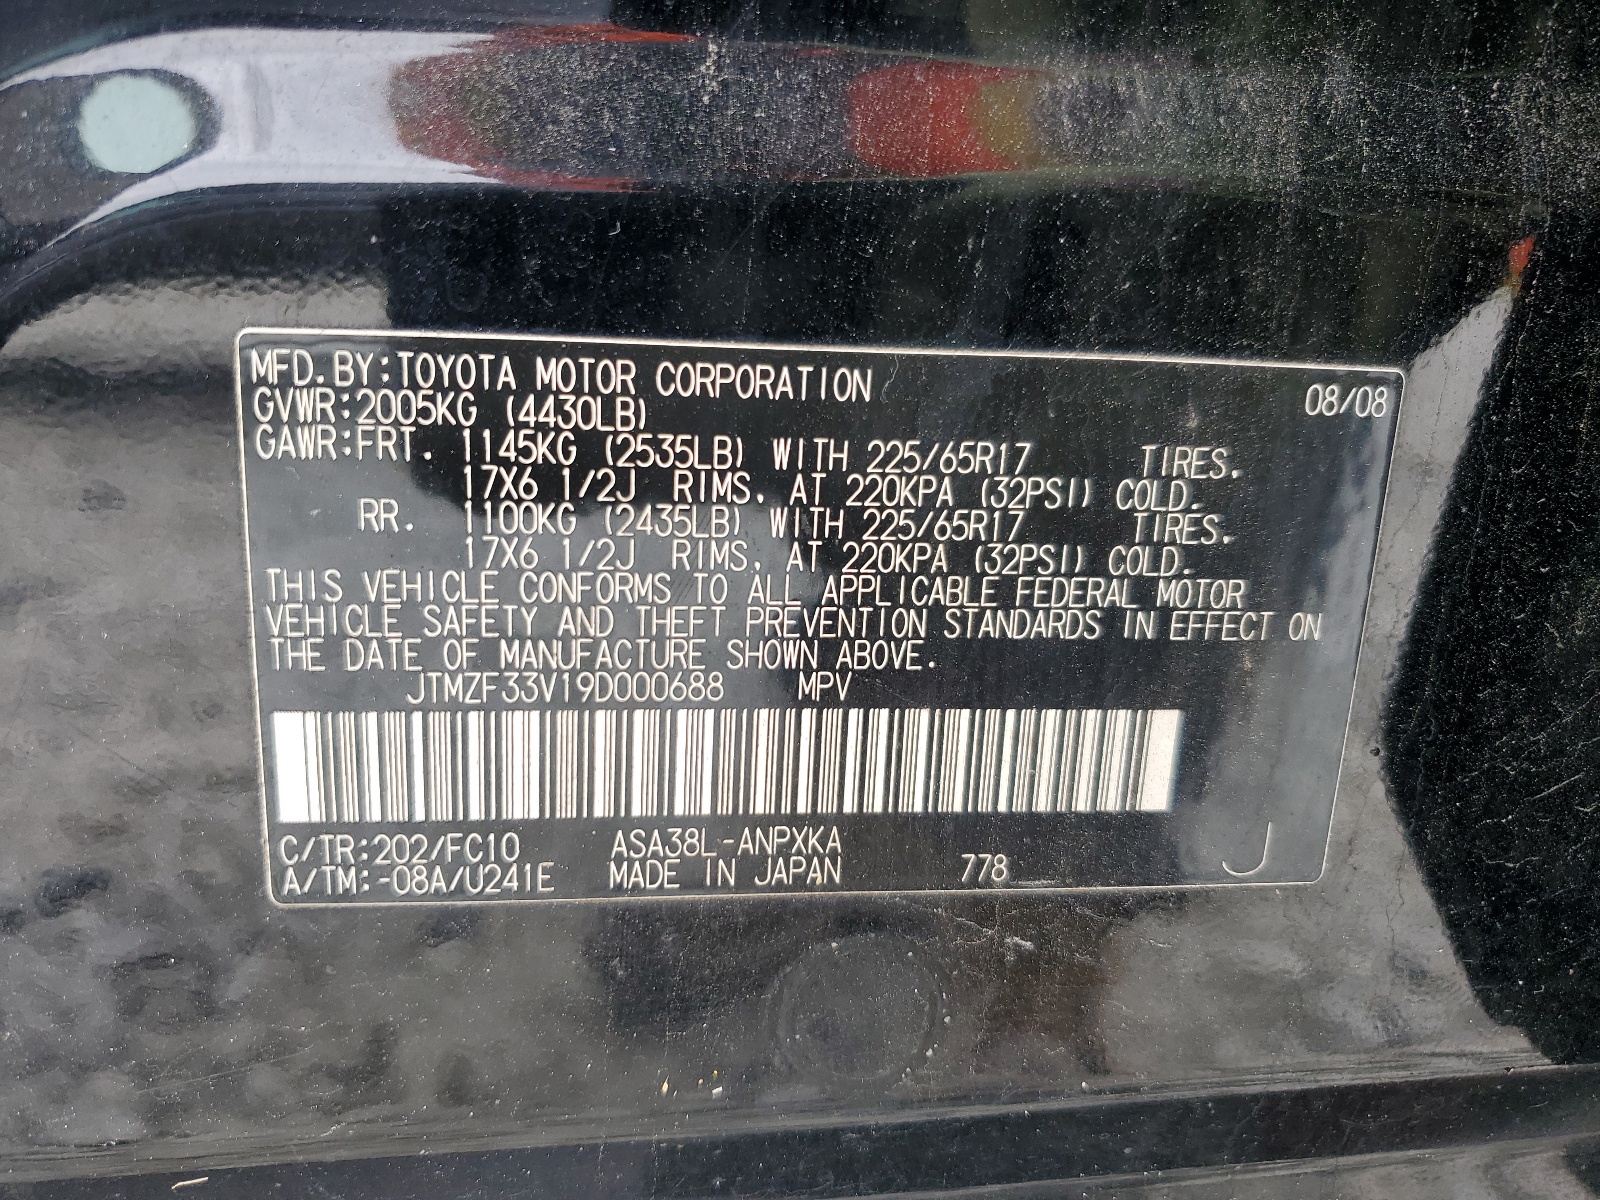 MFD.BY:TOYOTA MOTOR CORPORATION 08/08
GVWR:2005KG (4430LB)
GAWR:FRT. 1145KG (2535LB) WITH 225/65R17 TIRES.
17X6 1/2J RIMS, AT 220KPA (32PSI) COLD.
RR. 1100KG (2435LB) WITH 225/65R17 TIRES.
17X6 1/2J RIMS, AT 220KPA (32PSI) COLD.
THIS VEHICLE CONFORMS TO ALL APPLICABLE FEDERAL MOTOR
VEHICLE SAFETY AND THEFT PREVENTION STANDARDS IN EFFECT ON
THE DATE OF MANUFACTURE SHOWN ABOVE.
JTMZF33V19D000688 MPV
C/TR:202/FC10 ASA38L-ANPXKA
A/TM:-08A/U241E MADE IN JAPAN 778 J